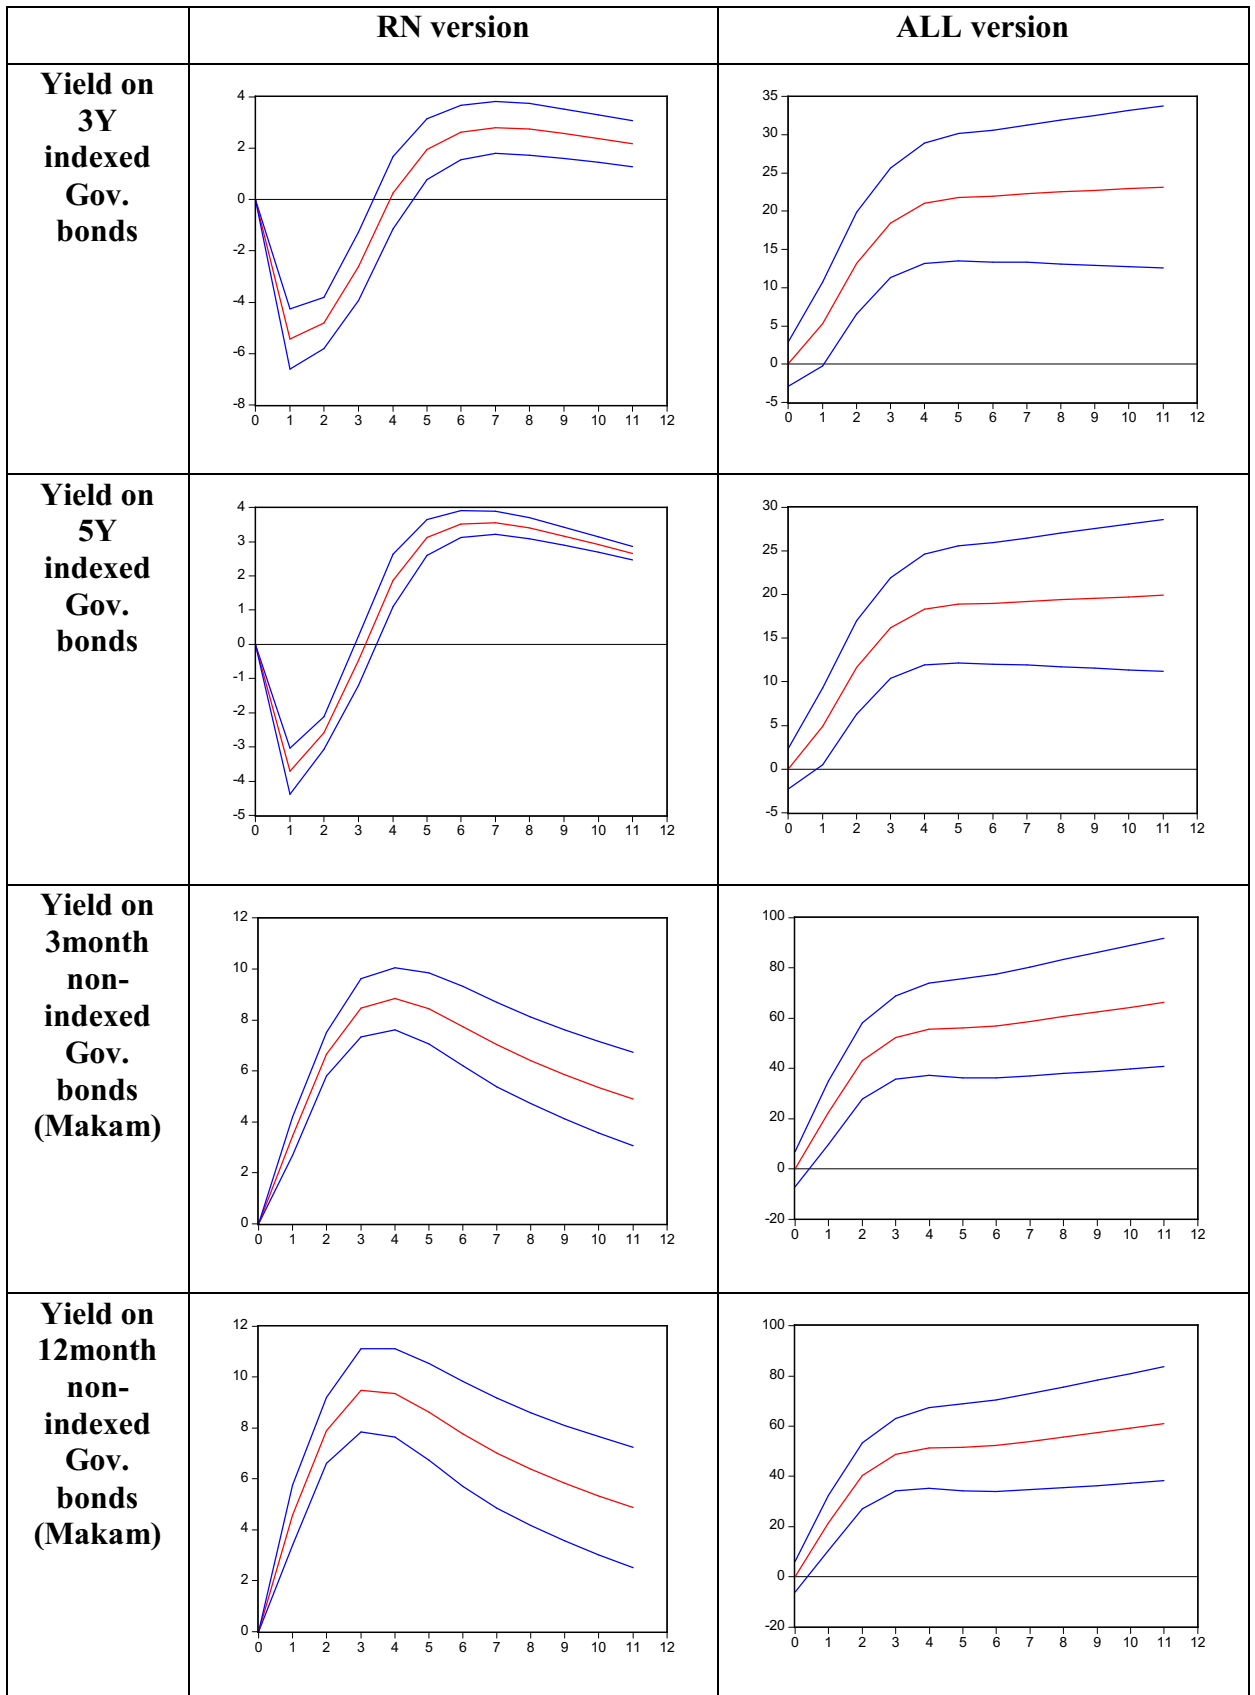 RN version
ALL version
Yield on
3Y
indexed
Gov.
bonds
4
2
0
-2
-4
-6
-8
0 1 2 3 4 5 6 7 8 9 10 11 12
35
30
25
20
15
10
5
0
-5
0 1 2 3 4 5 6 7 8 9 10 11 12
Yield on
5Y
indexed
Gov.
bonds
4
3
2
1
0
-1
-2
-3
-4
-5
0 1 2 3 4 5 6 7 8 9 10 11 12
30
25
20
15
10
5
0
-5
0 1 2 3 4 5 6 7 8 9 10 11 12
Yield on
3month
non-
indexed
Gov.
bonds
(Makam)
12
10
8
6
4
2
0
0 1 2 3 4 5 6 7 8 9 10 11 12
100
80
60
40
20
0
-20
0 1 2 3 4 5 6 7 8 9 10 11 12
Yield on
12month
non-
indexed
Gov.
bonds
(Makam)
12
10
8
6
4
2
0
0 1 2 3 4 5 6 7 8 9 10 11 12
100
80
60
40
20
0
-20
0 1 2 3 4 5 6 7 8 9 10 11 12